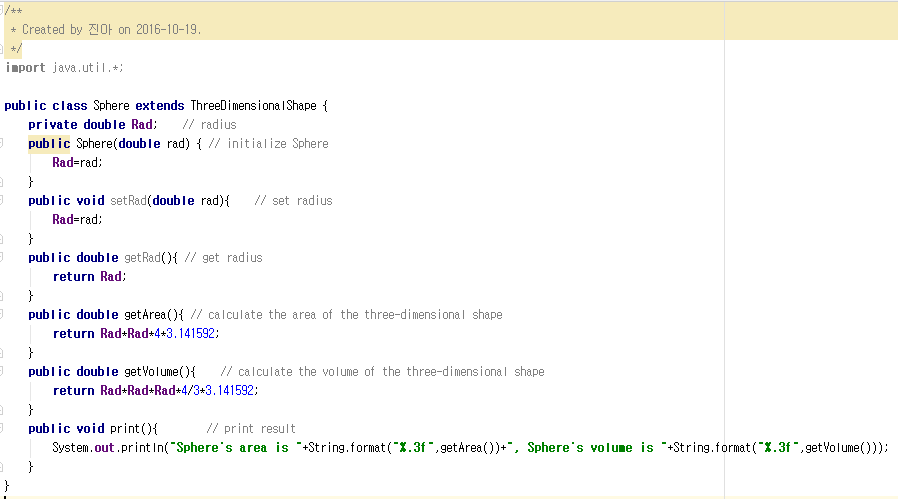 /**
 * Created by 진아 on 2016-10-19.
 */
import java.util.*;

public class Sphere extends ThreeDimensionalShape {
    private double Rad;    // radius
    public Sphere(double rad) { // initialize Sphere
        Rad=rad;
    }
    public void setRad(double rad){    // set radius
        Rad=rad;
    }
    public double getRad(){ // get radius
        return Rad;
    }
    public double getArea(){ // calculate the area of the three-dimensional shape
        return Rad*Rad*4*3.141592;
    }
    public double getVolume(){    // calculate the volume of the three-dimensional shape
        return Rad*Rad*Rad*4/3*3.141592;
    }
    public void print(){        // print result
        System.out.println("Sphere's area is "+String.format("%.3f",getArea())+", Sphere's volume is "+String.format("%.3f",getVolume()));
    }
}